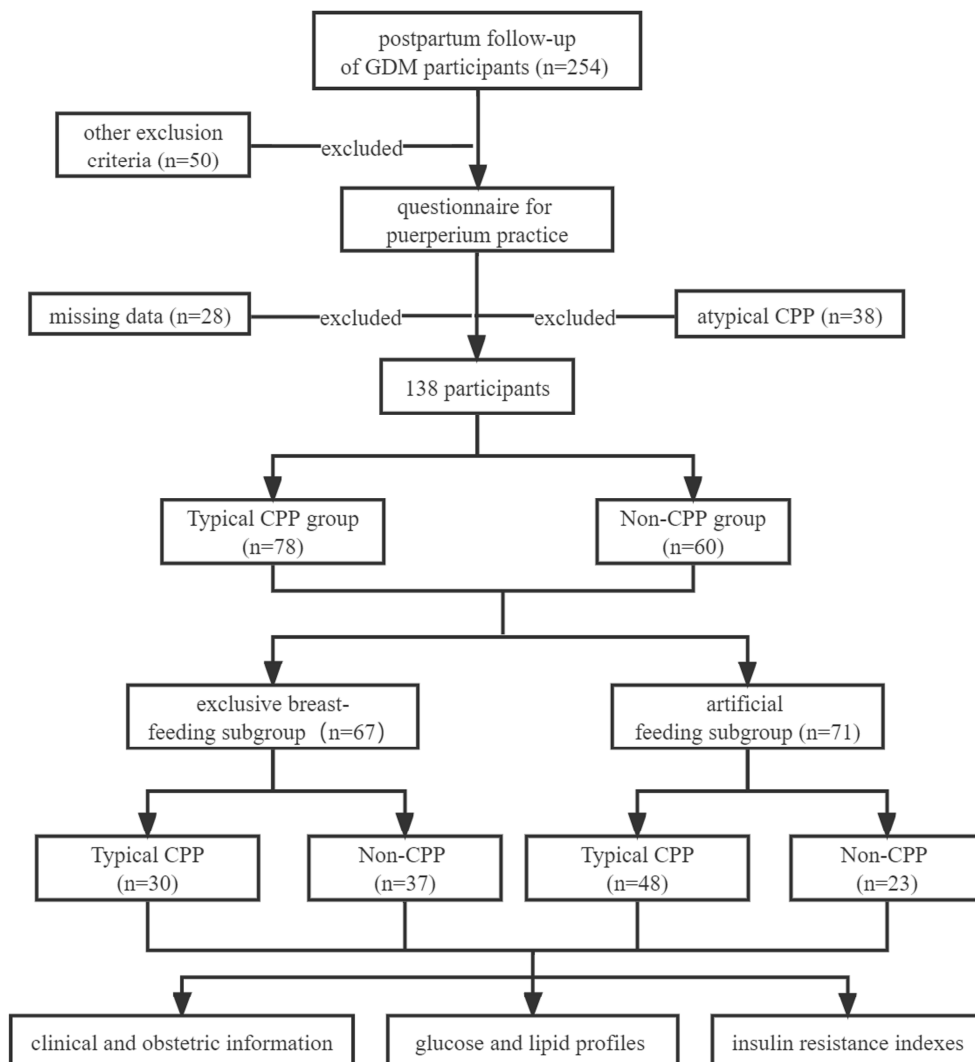 postpartum follow-up
of GDM participants (n=254)
other exclusion
criteria (n=50)
excluded
questionnaire for
puerperium practice
missing data (n=28)
excluded
excluded
atypical CPP (n=38)
138 participants
Typical CPP group
(n=78)
Non-CPP group
(n=60)
exclusive breast-
feeding subgroup（n=67)
artificial
feeding subgroup (n=71)
Typical CPP
(n=30)
Non-CPP
(n=37)
Typical CPP
(n=48)
Non-CPP
(n=23)
clinical and obstetric information
glucose and lipid profiles
insulin resistance indexes